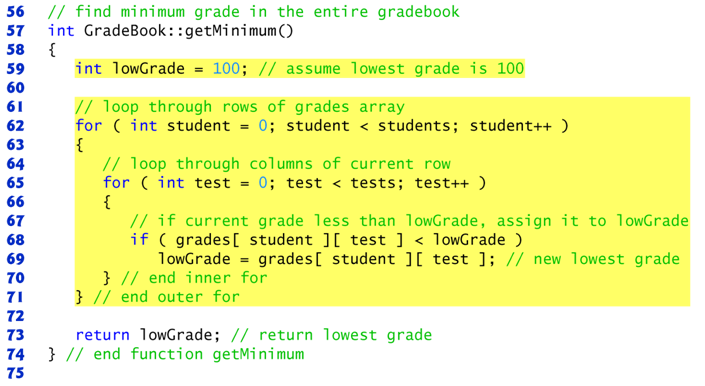 56 // find minimum grade in the entire gradebook
57 int GradeBook::getMinimum()
58 {
59    int lowGrade = 100; // assume lowest grade is 100
60
61    // loop through rows of grades array
62    for ( int student = 0; student < students; student++ )
63    {
64       // loop through columns of current row
65       for ( int test = 0; test < tests; test++ )
66       {
67          // if current grade less than lowGrade, assign it to lowGrade
68          if ( grades[ student ][ test ] < lowGrade )
69             lowGrade = grades[ student ][ test ]; // new lowest grade
70       } // end inner for
71    } // end outer for
72
73    return lowGrade; // return lowest grade
74 } // end function getMinimum
75